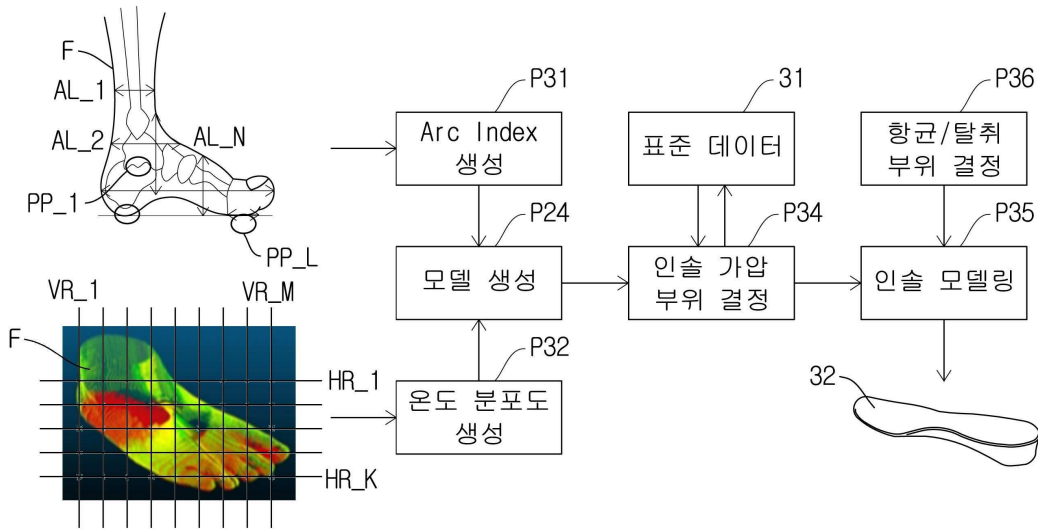 F
AL_1
AL_2
AL_N
PP_1
PP_L
P31
Arc Index
생성
31
표준 데이터
P36
항균/탈취
부위 결정
P24
모델 생성
P34
인솔 가압
부위 결정
P35
인솔 모델링
VR_1
VR_M
F
HR_1
HR_K
P32
온도 분포도
생성
32